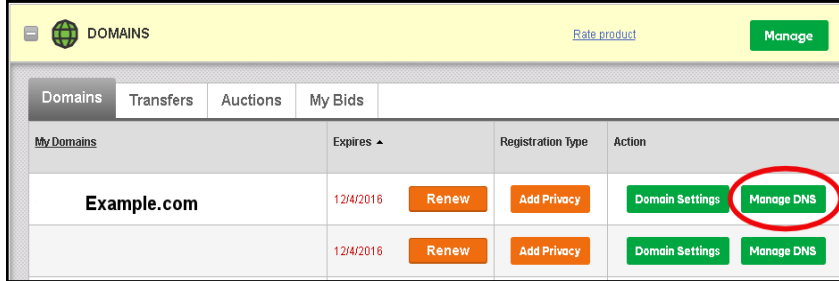 DOMAINS Rate product Manage
Domains Transfers Auctions My Bids
My Domains Expires Registration Type Action
Example.com 12/4/2016 Renew Add Privacy Domain Settings Manage DNS
12/4/2016 Renew Add Privacy Domain Settings Manage DNS